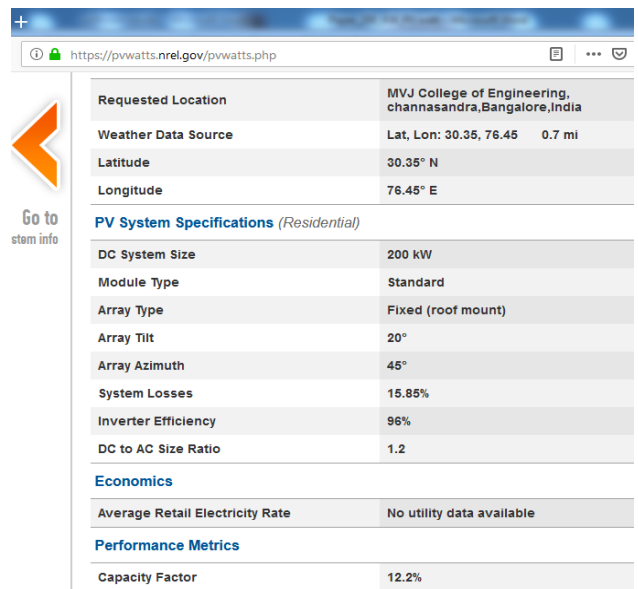 https://pvwatts.nrel.gov/pvwatts.php
Requested Location
MVJ College of Engineering,
channasandra,Bangalore,India
Weather Data Source
Lat, Lon: 30.35, 76.45 0.7 mi
Latitude
30.35° N
Longitude
76.45° E
Go to
stem info
PV System Specifications (Residential)
DC System Size
200 kW
Module Type
Standard
Array Type
Fixed (roof mount)
Array Tilt
20°
Array Azimuth
45°
System Losses
15.85%
Inverter Efficiency
96%
DC to AC Size Ratio
1.2
Economics
Average Retail Electricity Rate
No utility data available
Performance Metrics
Capacity Factor
12.2%